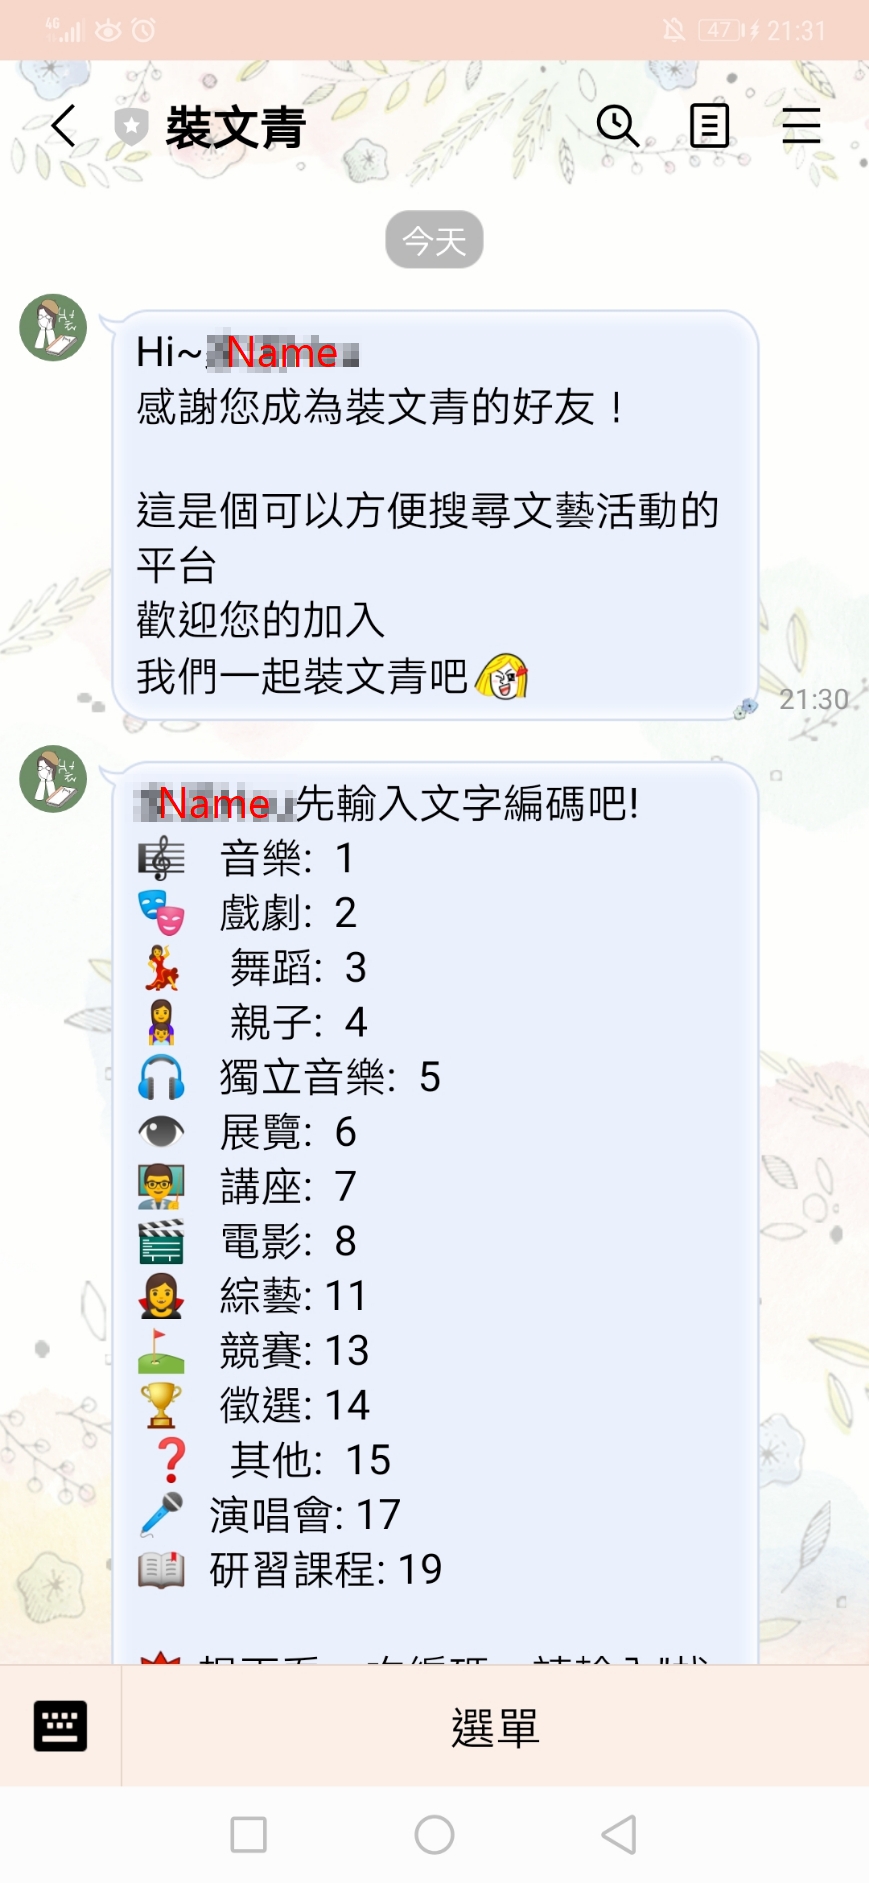 4G 47 21:31
裝文青
今天
Hi~ Name
感謝您成為裝文青的好友！
這是個可以方便搜尋文藝活動的
平台
歡迎您的加入
我們一起裝文青吧
21:30
Name 先輸入文字編碼吧!
音樂: 1
戲劇: 2
舞蹈: 3
親子: 4
獨立音樂: 5
展覽: 6
講座: 7
電影: 8
綜藝: 11
競賽: 13
徵選: 14
其他: 15
演唱會: 17
研習課程: 19
選單